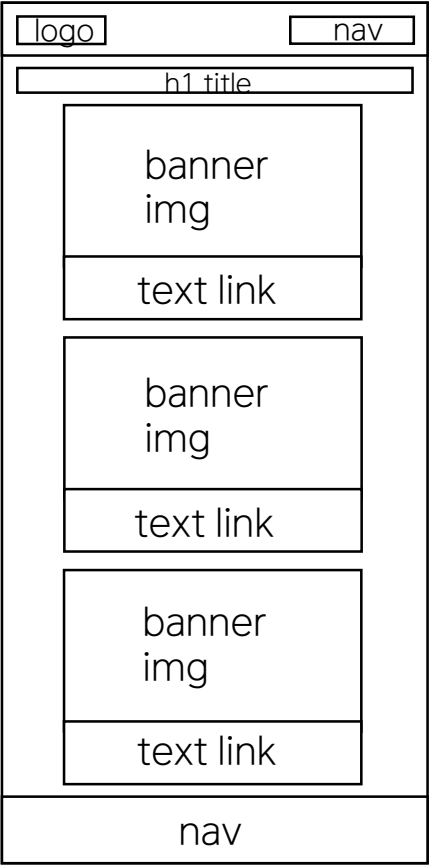 logo
nav
h1 title
banner
img
text link
banner
img
text link
banner
img
text link
nav